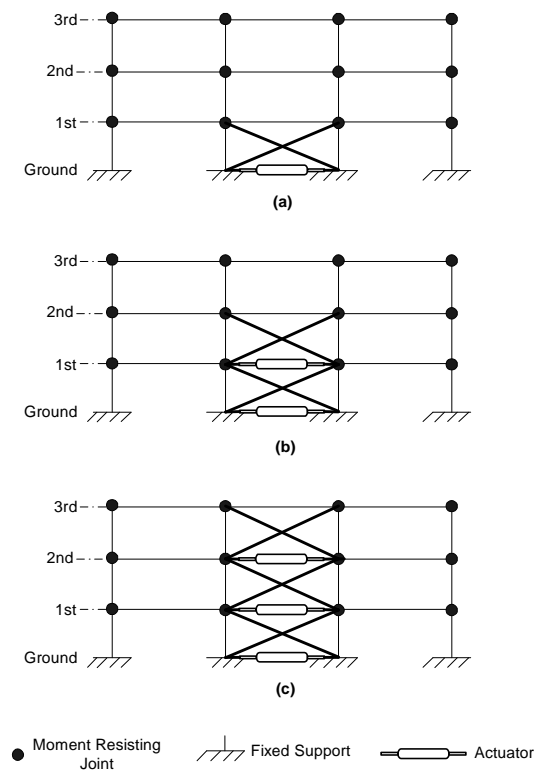 3rd
2nd
1st
Ground
(a)
3rd
2nd
1st
Ground
(b)
3rd
2nd
1st
Ground
(c)
Moment Resisting
Joint
Fixed Support
Actuator